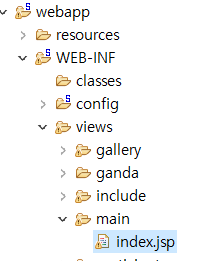 webapp
resources
WEB-INF
classes
config
views
gallery
ganda
include
main
index.jsp